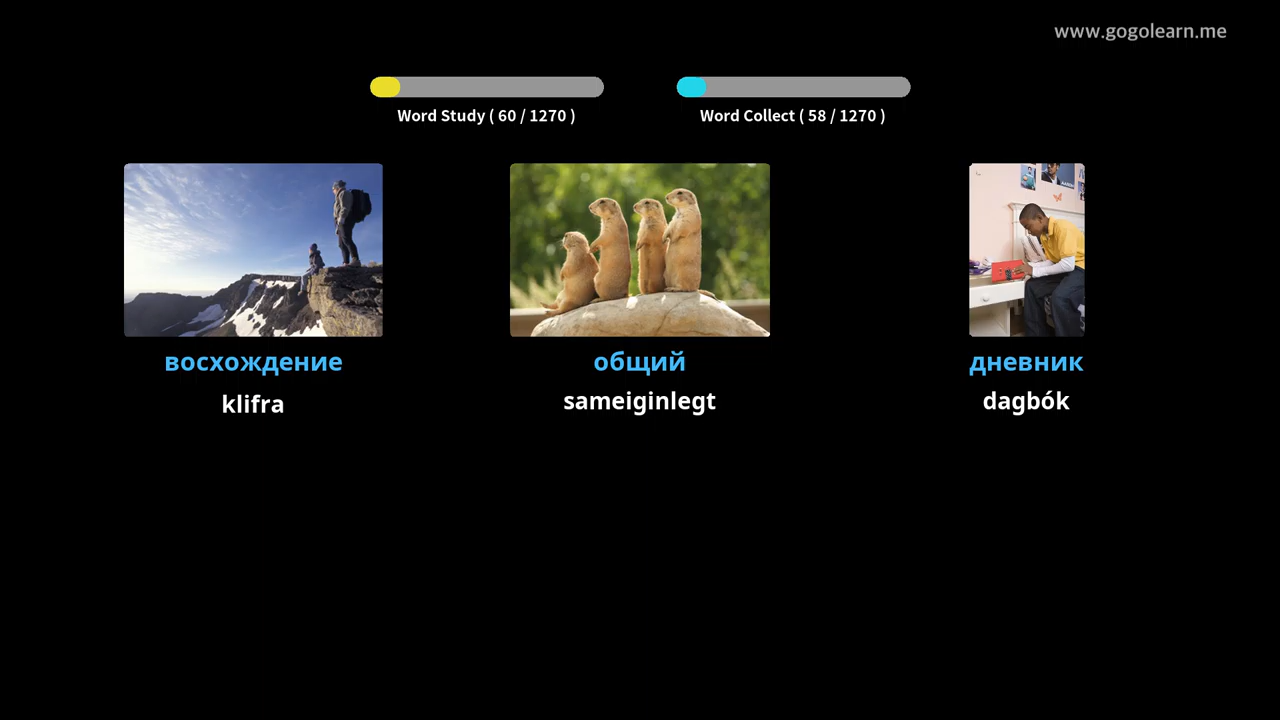 www.gogolearn.me
Word Study ( 60 / 1270 )
Word Collect ( 58 / 1270 )
восхождение
общий
дневник
klifra
sameiginlegt
dagbók